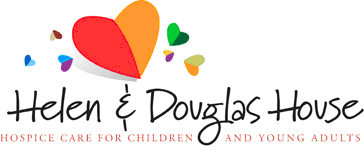 Helen & Douglas House
HOSPICE CARE FOR CHILDREN AND YOUNG ADULTS